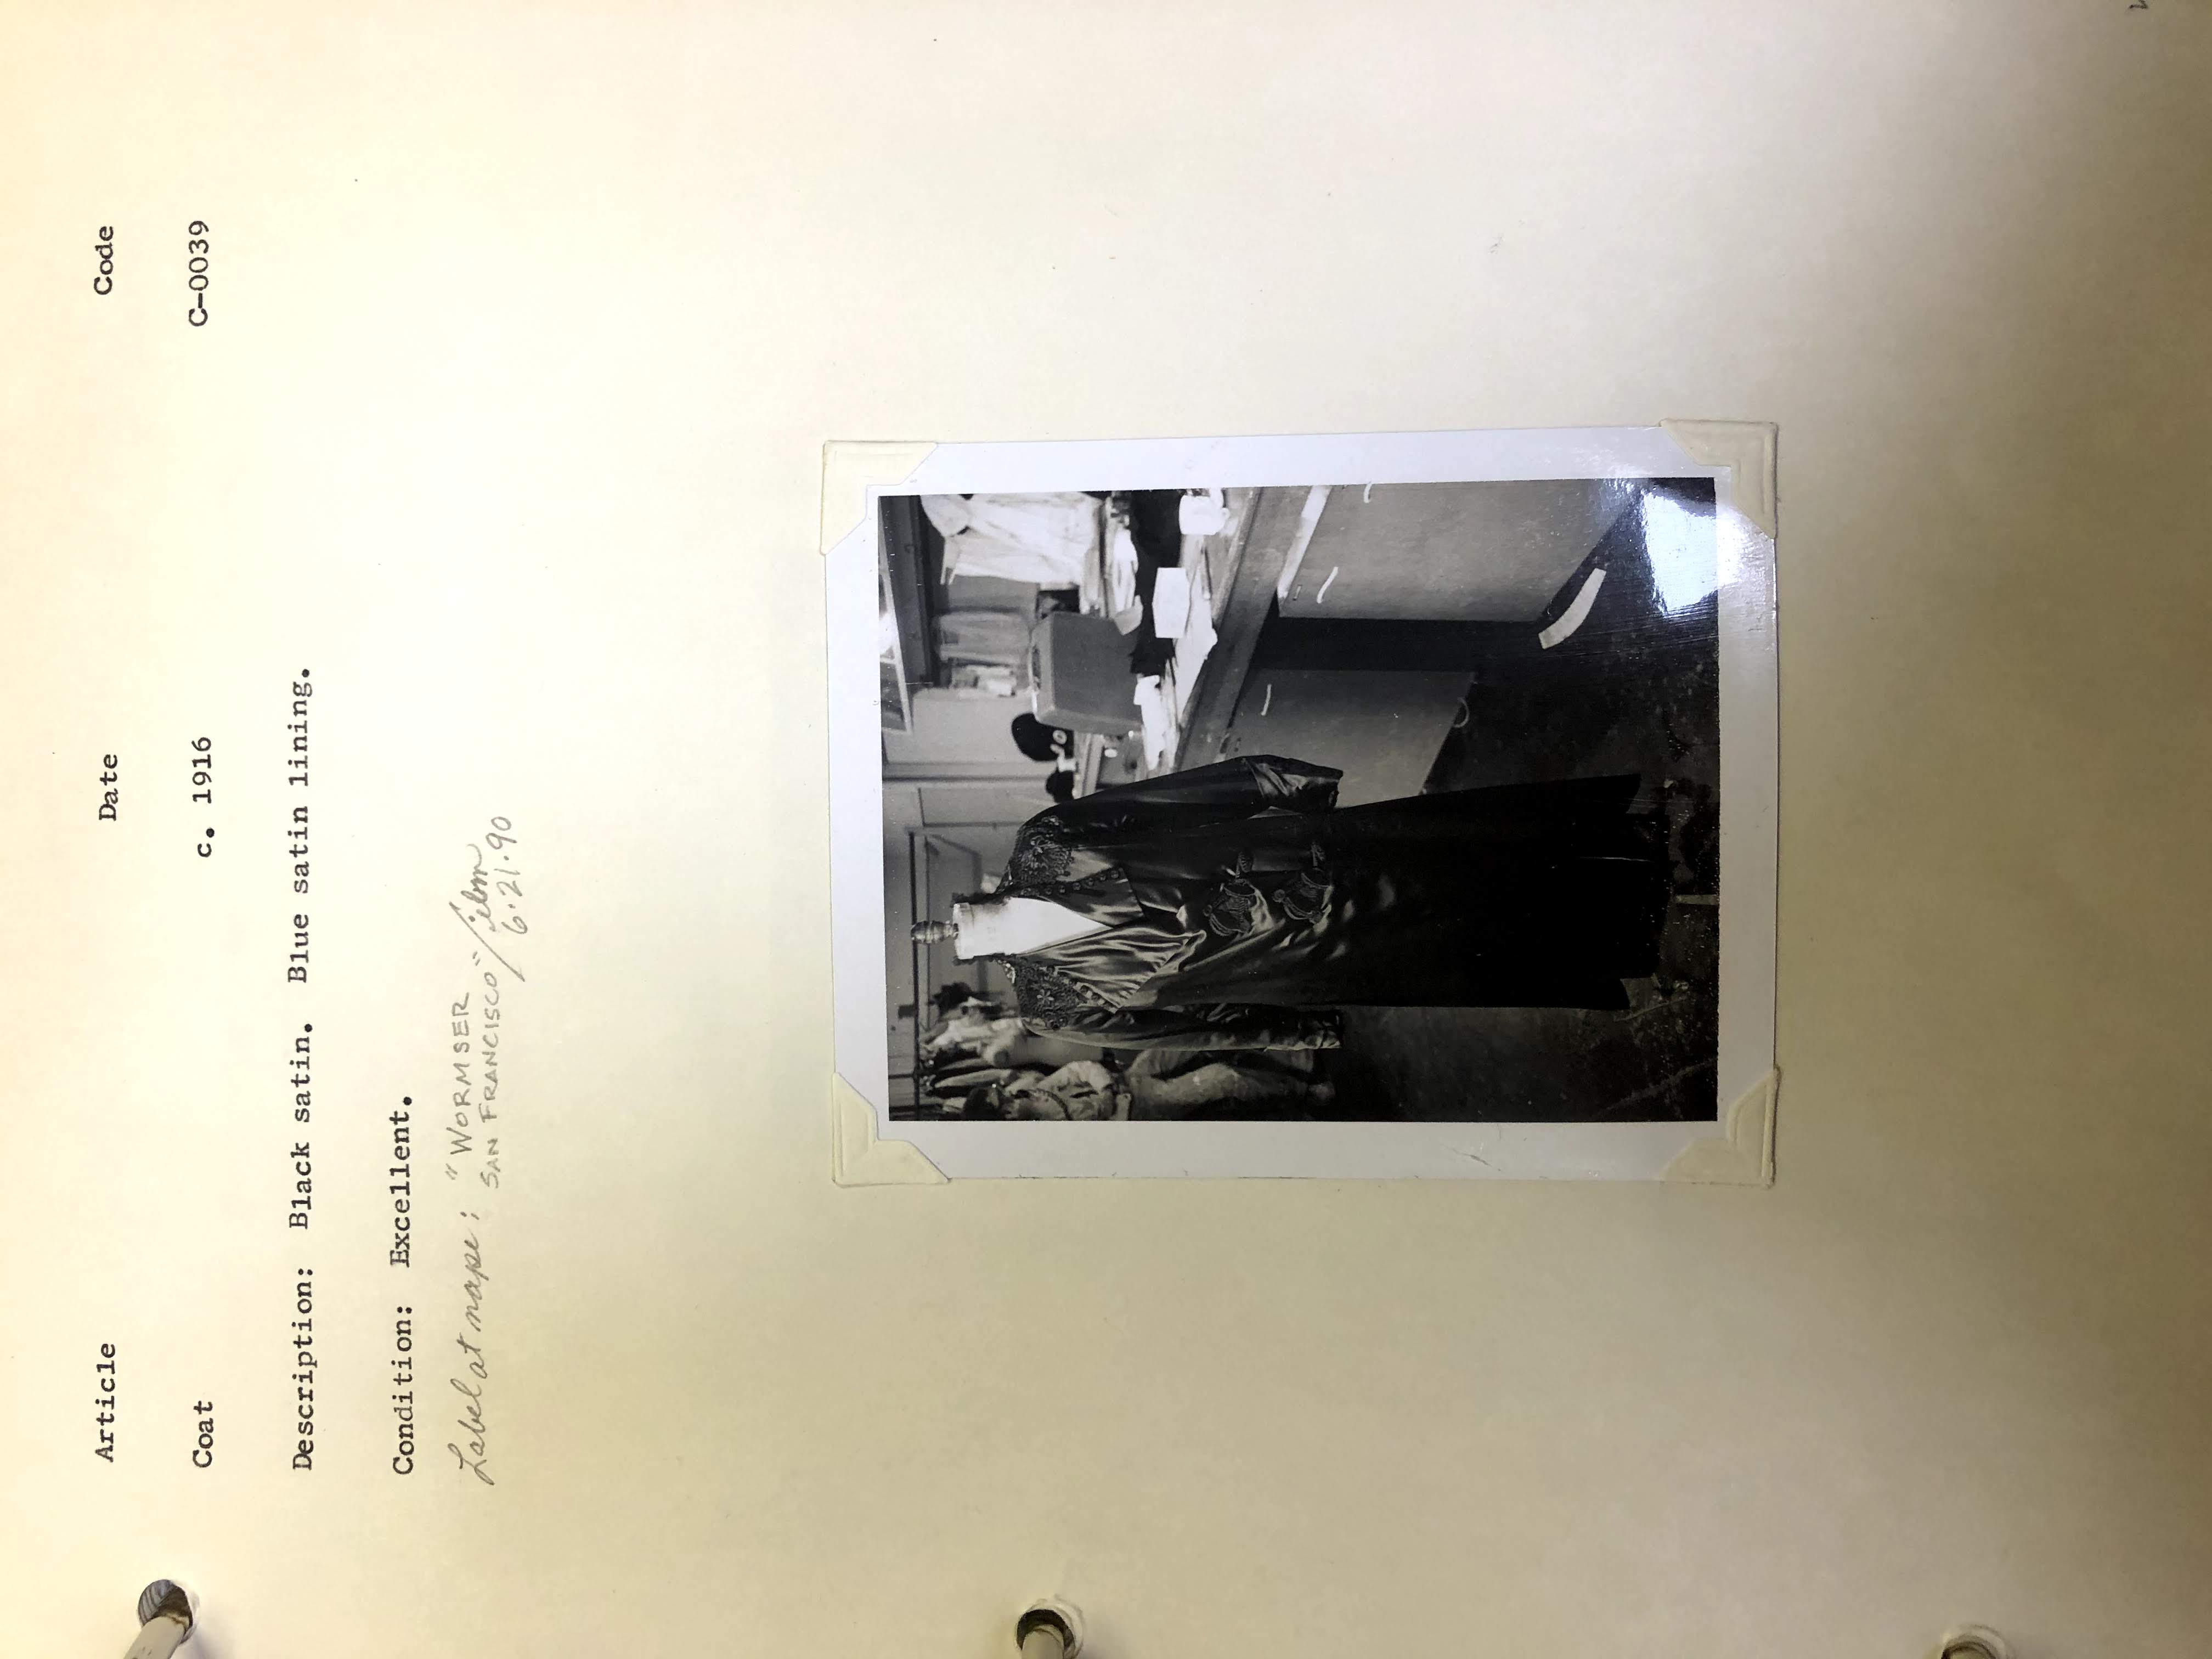 Article Date Code
Coat c. 1916 C-0039
Description: Black satin. Blue satin lining.
Condition: Excellent.
Label at nape: "WORMSER
SAN FRANCISCO" / ebm
6.21.90